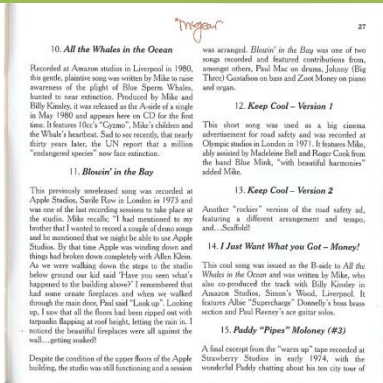 mcgear
27
10. All the Whales in the Ocean
Recorded at Amazon studios in Liverpool in 1980,
this gentle, plaintive song was written by Mike to raise
awareness of the plight of Blue Sperm Whales,
hunted to near extinction. Produced by Mike and
Billy Kinsley, it was released as the A-side of a single
in May 1980 and appears here on CD for the first
time. It features 10cc's "Gyzmo", Mike's children and
the Whale's heartbeat. Sad to see recently, that nearly
thirty years later, the UN report that a million
"endangered species" now face extinction.
11. Blowin' in the Bay
This previously unreleased song was recorded at
Apple Studios, Savile Row in London in 1973 and
was one of the last recording sessions to take place at
the studio. Mike recalls; "I had mentioned to my
brother that I wanted to record a couple of demo songs
and he mentioned that we might be able to use Apple
Studios. By that time Apple was winding down and
things had broken down completely with Allen Klein.
As we were walking down the steps to the studio
below ground our kid said 'Have you seen what's
happened to the building above?' I remembered that
had some ornate fireplaces and when we walked
through the main door, Paul said "Look up". Looking
up, I saw that all the floors had been ripped out with
tarpaulin flapping at roof height, letting the rain in. I
noticed the beautiful fireplaces were all against the
wall...getting soaked!
Despite the condition of the upper floors of the Apple
building, the studio was still functioning and a session
was arranged. Blowin' in the Bay was one of two
songs recorded and featured contributions from,
amongst others, Paul Mac on drums, Johnny (Big
Three) Gustafson on bass and Zoot Money on piano
and organ.
12. Keep Cool – Version 1
This short song was used as a big cinema
advertisement for road safety and was recorded at
Olympic studios in London in 1971. It features Mike,
ably assisted by Madeline Bell and Roger Cook from
the band Blue Mink, "with beautiful harmonies"
added Mike.
13. Keep Cool – Version 2
Another "rockier" version of the road safety ad,
featuring a different arrangement and tempo,
and...Scaffold!
14. I Just Want What you Got – Money!
This cool song was issued as the B-side to All the
Whales in the Ocean and was written by Mike, who
also co-produced the track with Billy Kinsley in
Amazon Studios, Simon's Wood, Liverpool. It
features Albie "Supercharge" Donnelly's boss brass
section and Paul Reeney's ace guitar solos.
15. Paddy "Pipes" Moloney (#3)
A final excerpt from the "warm up" tape recorded at
Strawberry Studios in early 1974, with the
wonderful Paddy chatting about his ten city tour of